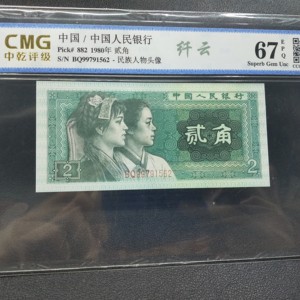 CMG
中乾评级
中国 / 中国人民银行
Pick# 882 1980年 贰角
S/N BQ99791562 - 民族人物头像
纤云
67 EPQ
Superb Gem Unc
中国人民银行
贰角
2
2
BQ99791562